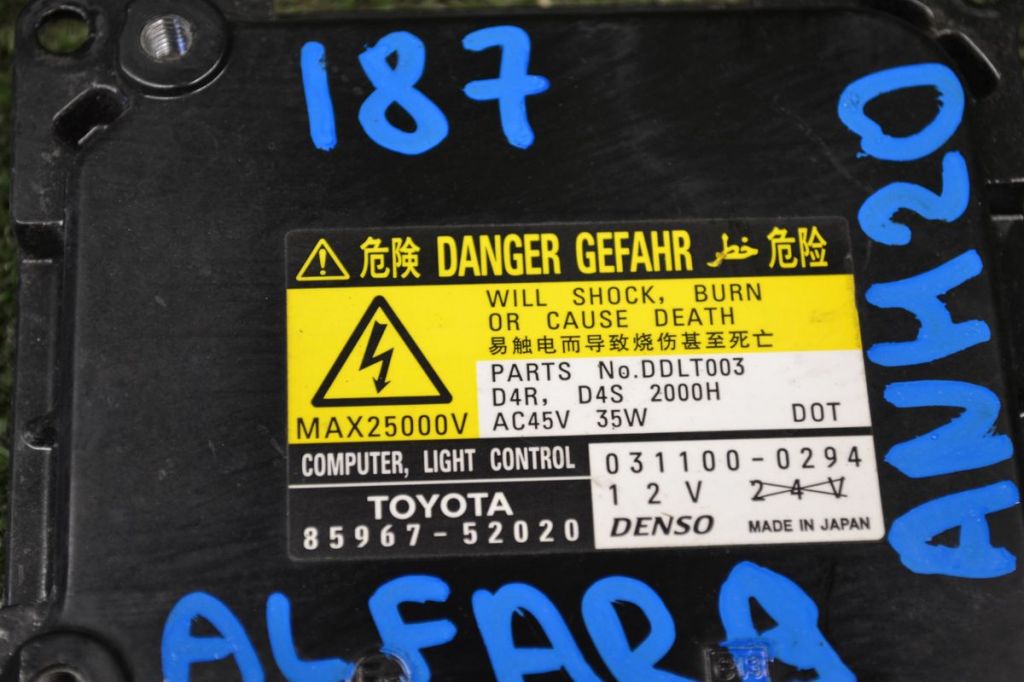 187
ANH20
危険 DANGER GEFAHR خطر 危险
WILL SHOCK, BURN
OR CAUSE DEATH
易触电而导致烧伤甚至死亡
MAX25000V
PARTS No.DDLT003
D4R, D4S 2000H
AC45V 35W DOT
COMPUTER, LIGHT CONTROL
031100-0294
12V 24V
TOYOTA
85967-52020
DENSO MADE IN JAPAN
ALFARD